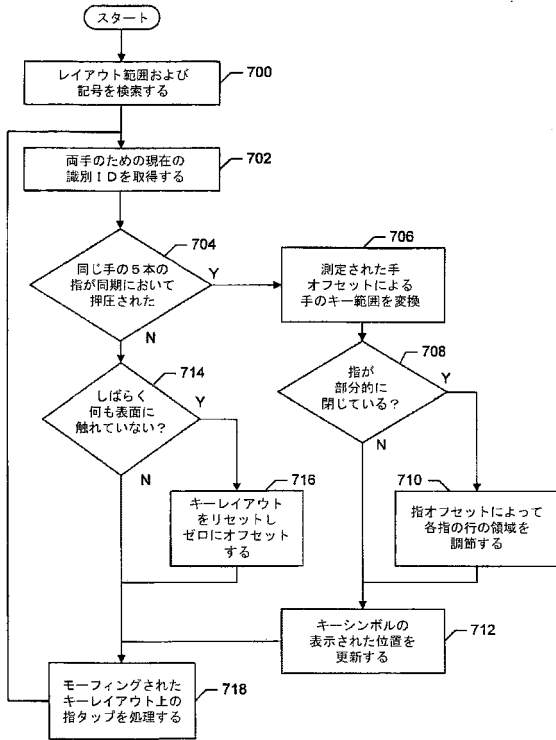 スタート
レイアウト範囲および
記号を検索する
700
両手のための現在の
識別IDを取得する
702
同じ手の5本の
指が同期において
押圧された
704
Y
N
測定された手
オフセットによる
手のキー範囲を変換
706
指が
部分的に
閉じている?
708
Y
N
しばらく
何も表面に
触れていない?
714
Y
N
キーレイアウト
をリセットし
ゼロにオフセット
する
716
指オフセットによって
各指の行の領域を
調節する
710
キーシンボルの
表示された位置を
更新する
712
モーフィングされた
キーレイアウト上の
指タップを処理する
718